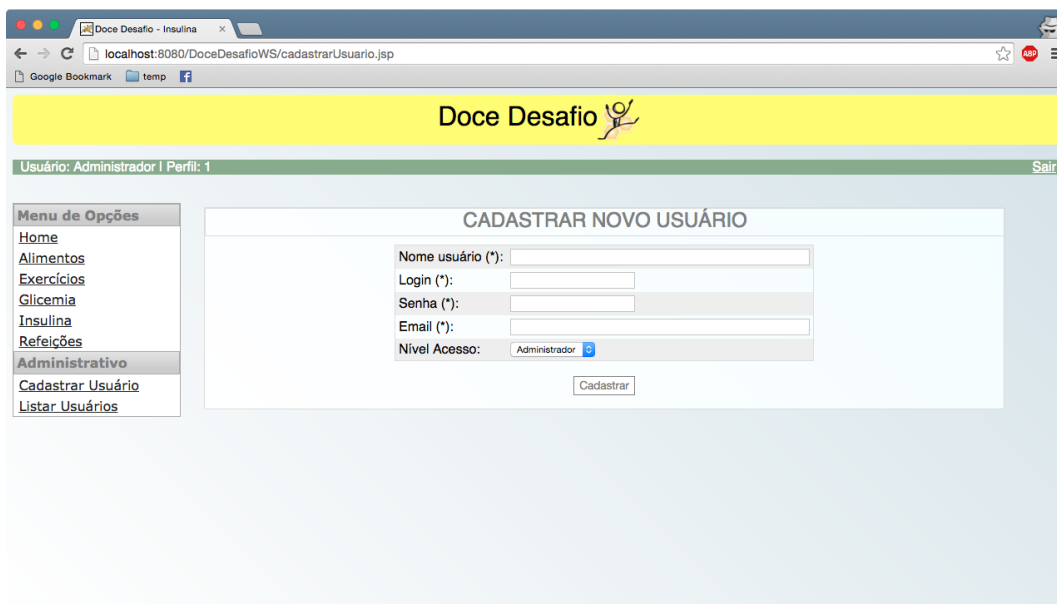 Doce Desafio - Insulina
localhost:8080/DoceDesafioWS/cadastrarUsuario.jsp
ABP
Google Bookmark temp f
Doce Desafio
Usuário: Administrador | Perfil: 1 Sair
Menu de Opções
Home
Alimentos
Exercícios
Glicemia
Insulina
Refeições
Administrativo
Cadastrar Usuário
Listar Usuários
CADASTRAR NOVO USUÁRIO
Nome usuário (*):
Login (*):
Senha (*):
Email (*):
Nível Acesso: Administrador
Cadastrar